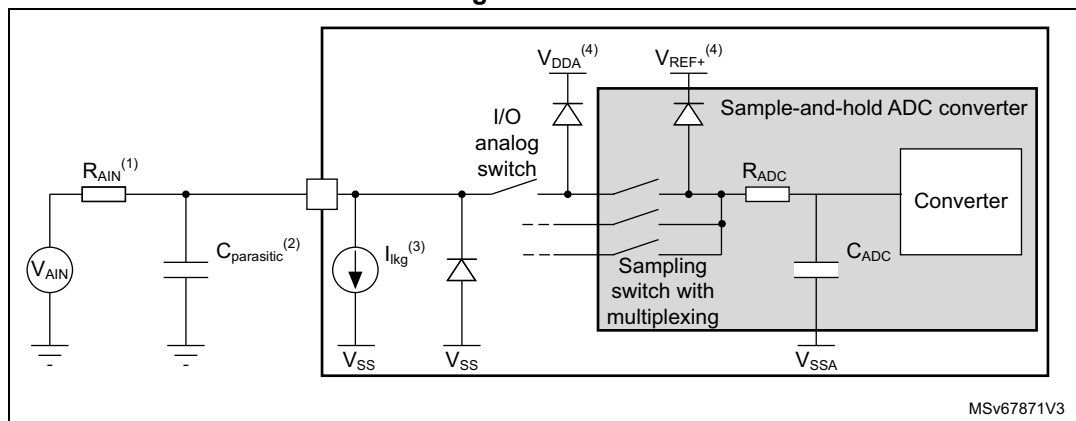 V_DDA(4)
V_REF+(4)
Sample-and-hold ADC converter
I/O
analog
switch
R_AIN(1)
R_ADC
Converter
V_AIN
C_parasitic(2)
I_lkg(3)
C_ADC
Sampling
switch with
multiplexing
V_SS
V_SS
V_SSA
MSv67871V3